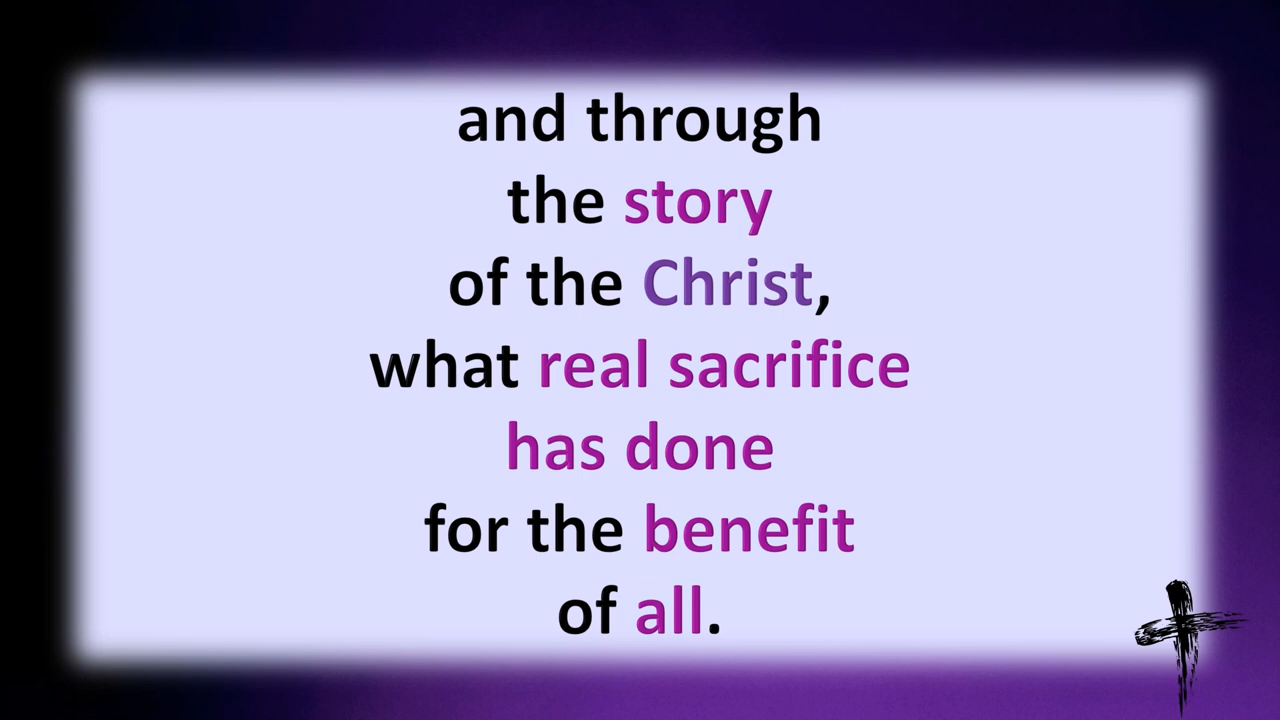 and through
the story
of the Christ,
what real sacrifice
has done
for the benefit
of all.